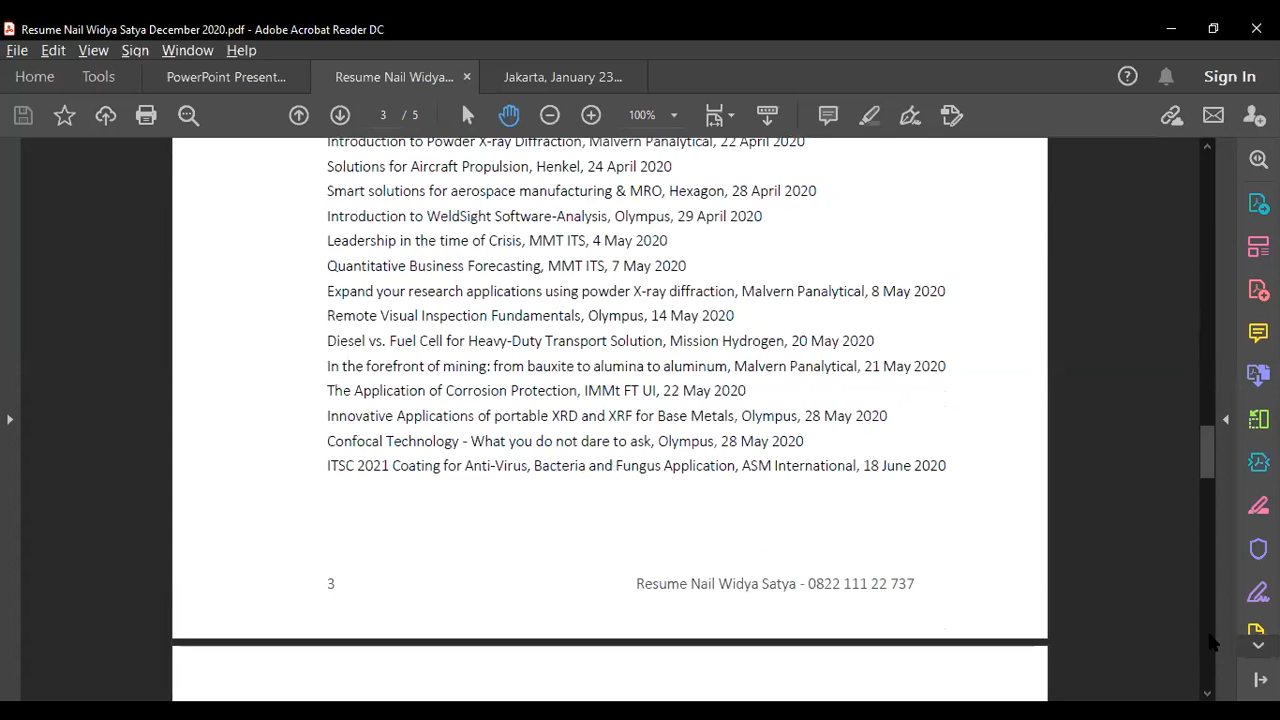 Resume Nail Widya Satya December 2020.pdf - Adobe Acrobat Reader DC
File Edit View Sign Window Help
Home Tools PowerPoint Present... Resume Nail Widya... × Jakarta, January 23... Sign In
3 / 5 100%
Introduction to Powder X-ray Diffraction, Malvern Panalytical, 22 April 2020
Solutions for Aircraft Propulsion, Henkel, 24 April 2020
Smart solutions for aerospace manufacturing & MRO, Hexagon, 28 April 2020
Introduction to WeldSight Software-Analysis, Olympus, 29 April 2020
Leadership in the time of Crisis, MMT ITS, 4 May 2020
Quantitative Business Forecasting, MMT ITS, 7 May 2020
Expand your research applications using powder X-ray diffraction, Malvern Panalytical, 8 May 2020
Remote Visual Inspection Fundamentals, Olympus, 14 May 2020
Diesel vs. Fuel Cell for Heavy-Duty Transport Solution, Mission Hydrogen, 20 May 2020
In the forefront of mining: from bauxite to alumina to aluminum, Malvern Panalytical, 21 May 2020
The Application of Corrosion Protection, IMMt FT UI, 22 May 2020
Innovative Applications of portable XRD and XRF for Base Metals, Olympus, 28 May 2020
Confocal Technology - What you do not dare to ask, Olympus, 28 May 2020
ITSC 2021 Coating for Anti-Virus, Bacteria and Fungus Application, ASM International, 18 June 2020
3 Resume Nail Widya Satya - 0822 111 22 737